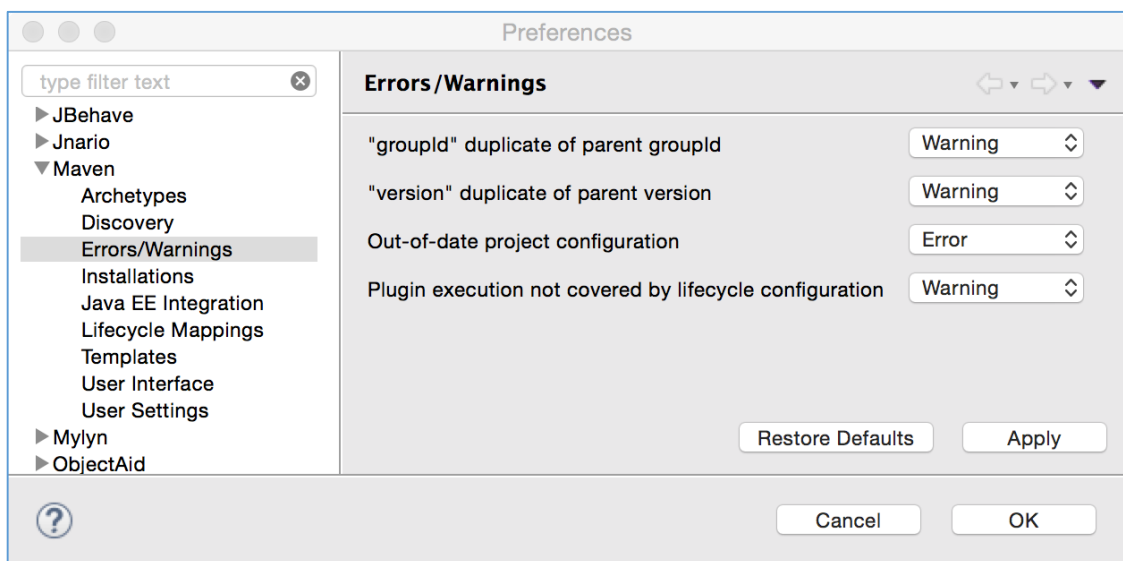 Preferences
type filter text
JBehave
Jnario
Maven
Archetypes
Discovery
Errors/Warnings
Installations
Java EE Integration
Lifecycle Mappings
Templates
User Interface
User Settings
Mylyn
ObjectAid
Errors/Warnings
"groupId" duplicate of parent groupId Warning
"version" duplicate of parent version Warning
Out-of-date project configuration Error
Plugin execution not covered by lifecycle configuration Warning
Restore Defaults Apply
? Cancel OK